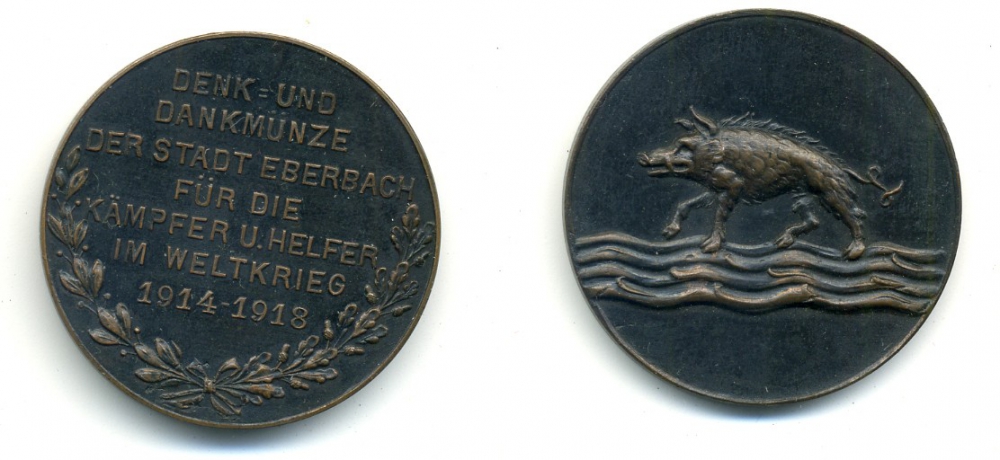 DENK=UND
DANKMÜNZE
DER STADT EBERBACH
FÜR DIE
KÄMPFER U. HELFER
IM WELTKRIEG
1914-1918